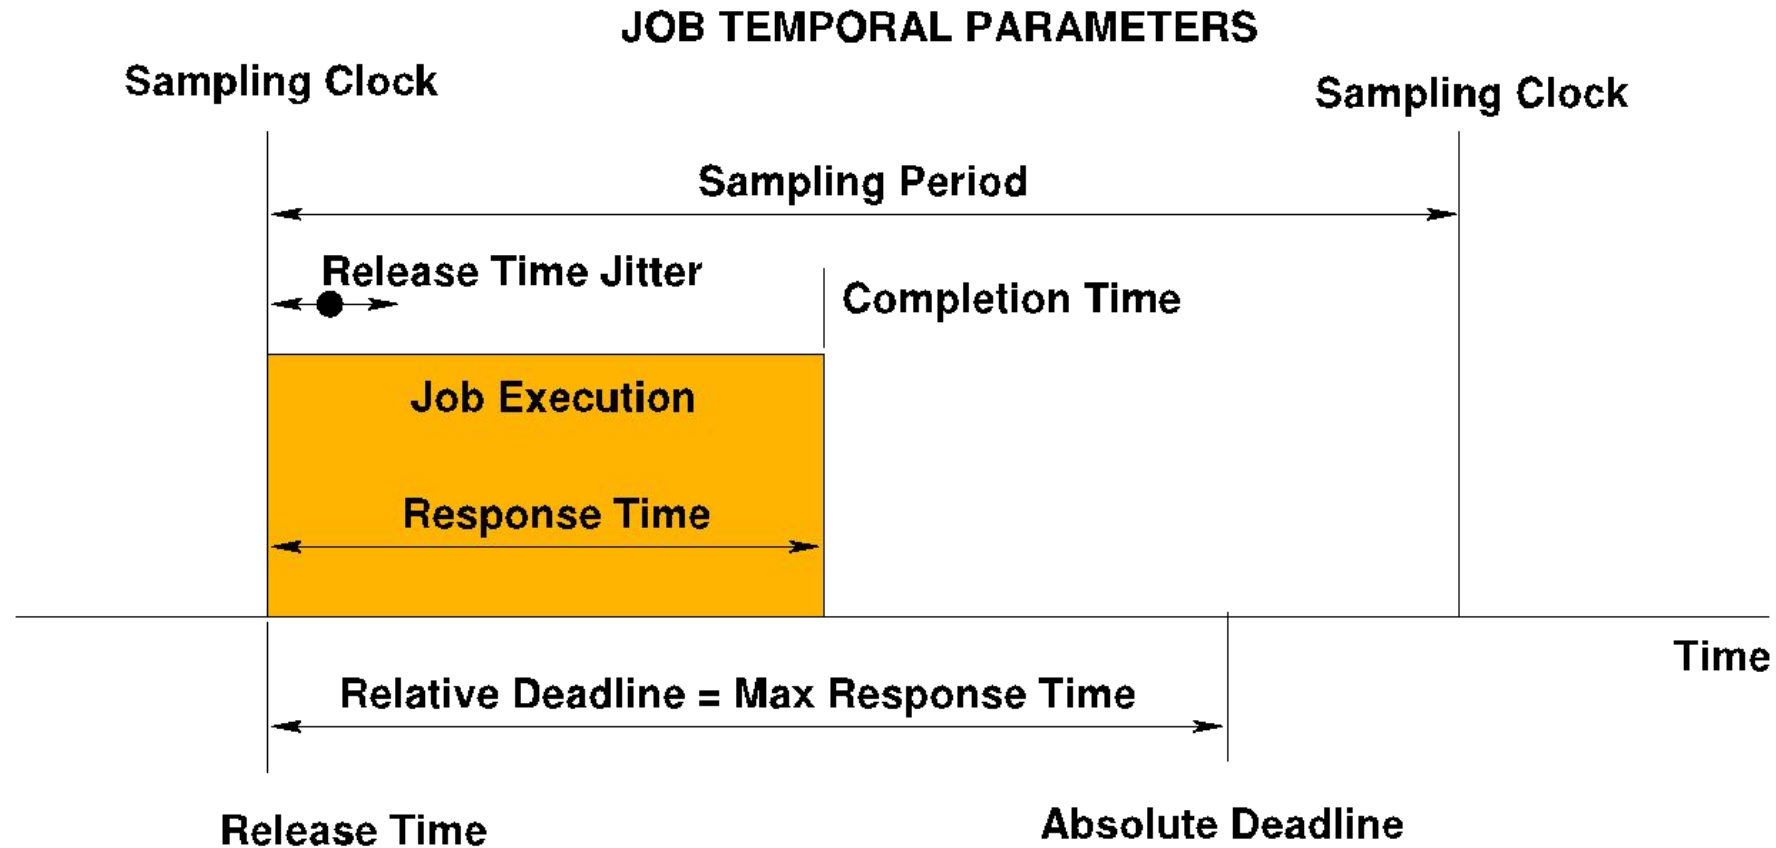 JOB TEMPORAL PARAMETERS
Sampling Clock
Sampling Clock
Sampling Period
Release Time Jitter
Completion Time
Job Execution
Response Time
Time
Relative Deadline = Max Response Time
Release Time
Absolute Deadline